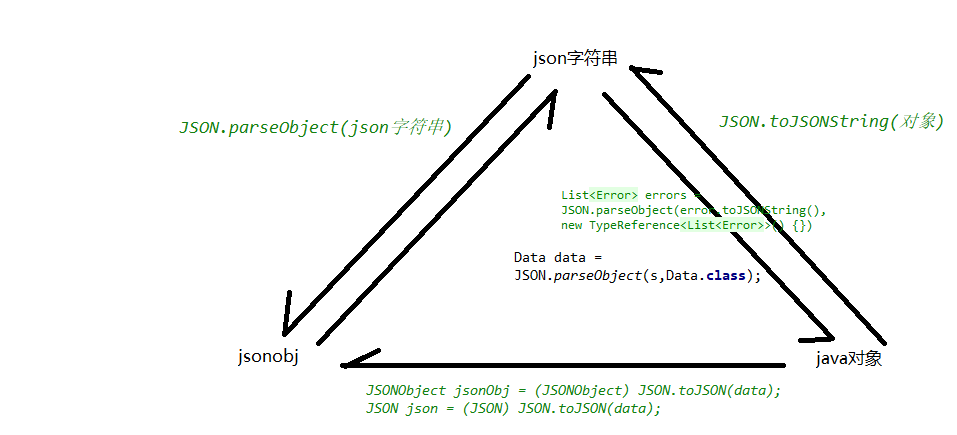 json字符串
JSON.parseObject(json字符串)
JSON.toJSONString(对象)
List<Error> errors =
JSON.parseObject(error.toJSONString(),
new TypeReference<List<Error>>() {})
Data data =
JSON.parseObject(s,Data.class);
jsonobj
java对象
JSONObject jsonObj = (JSONObject) JSON.toJSON(data);
JSON json = (JSON) JSON.toJSON(data);